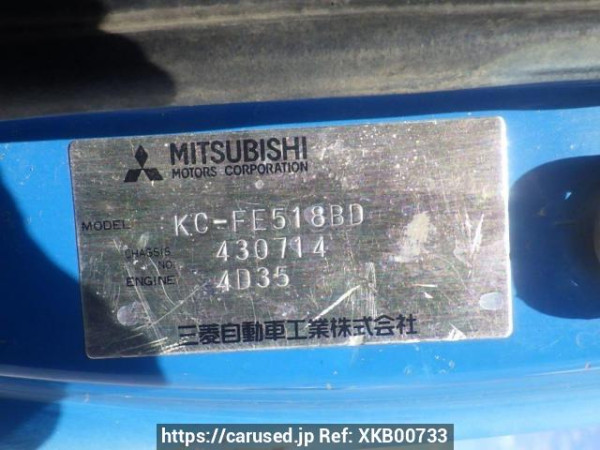 MITSUBISHI
MOTORS CORPORATION
MODEL KC-FE518BD
CHASSIS NO. 430714
ENGINE 4D35
三菱自動車工業株式会社
https://carused.jp Ref: XKB00733